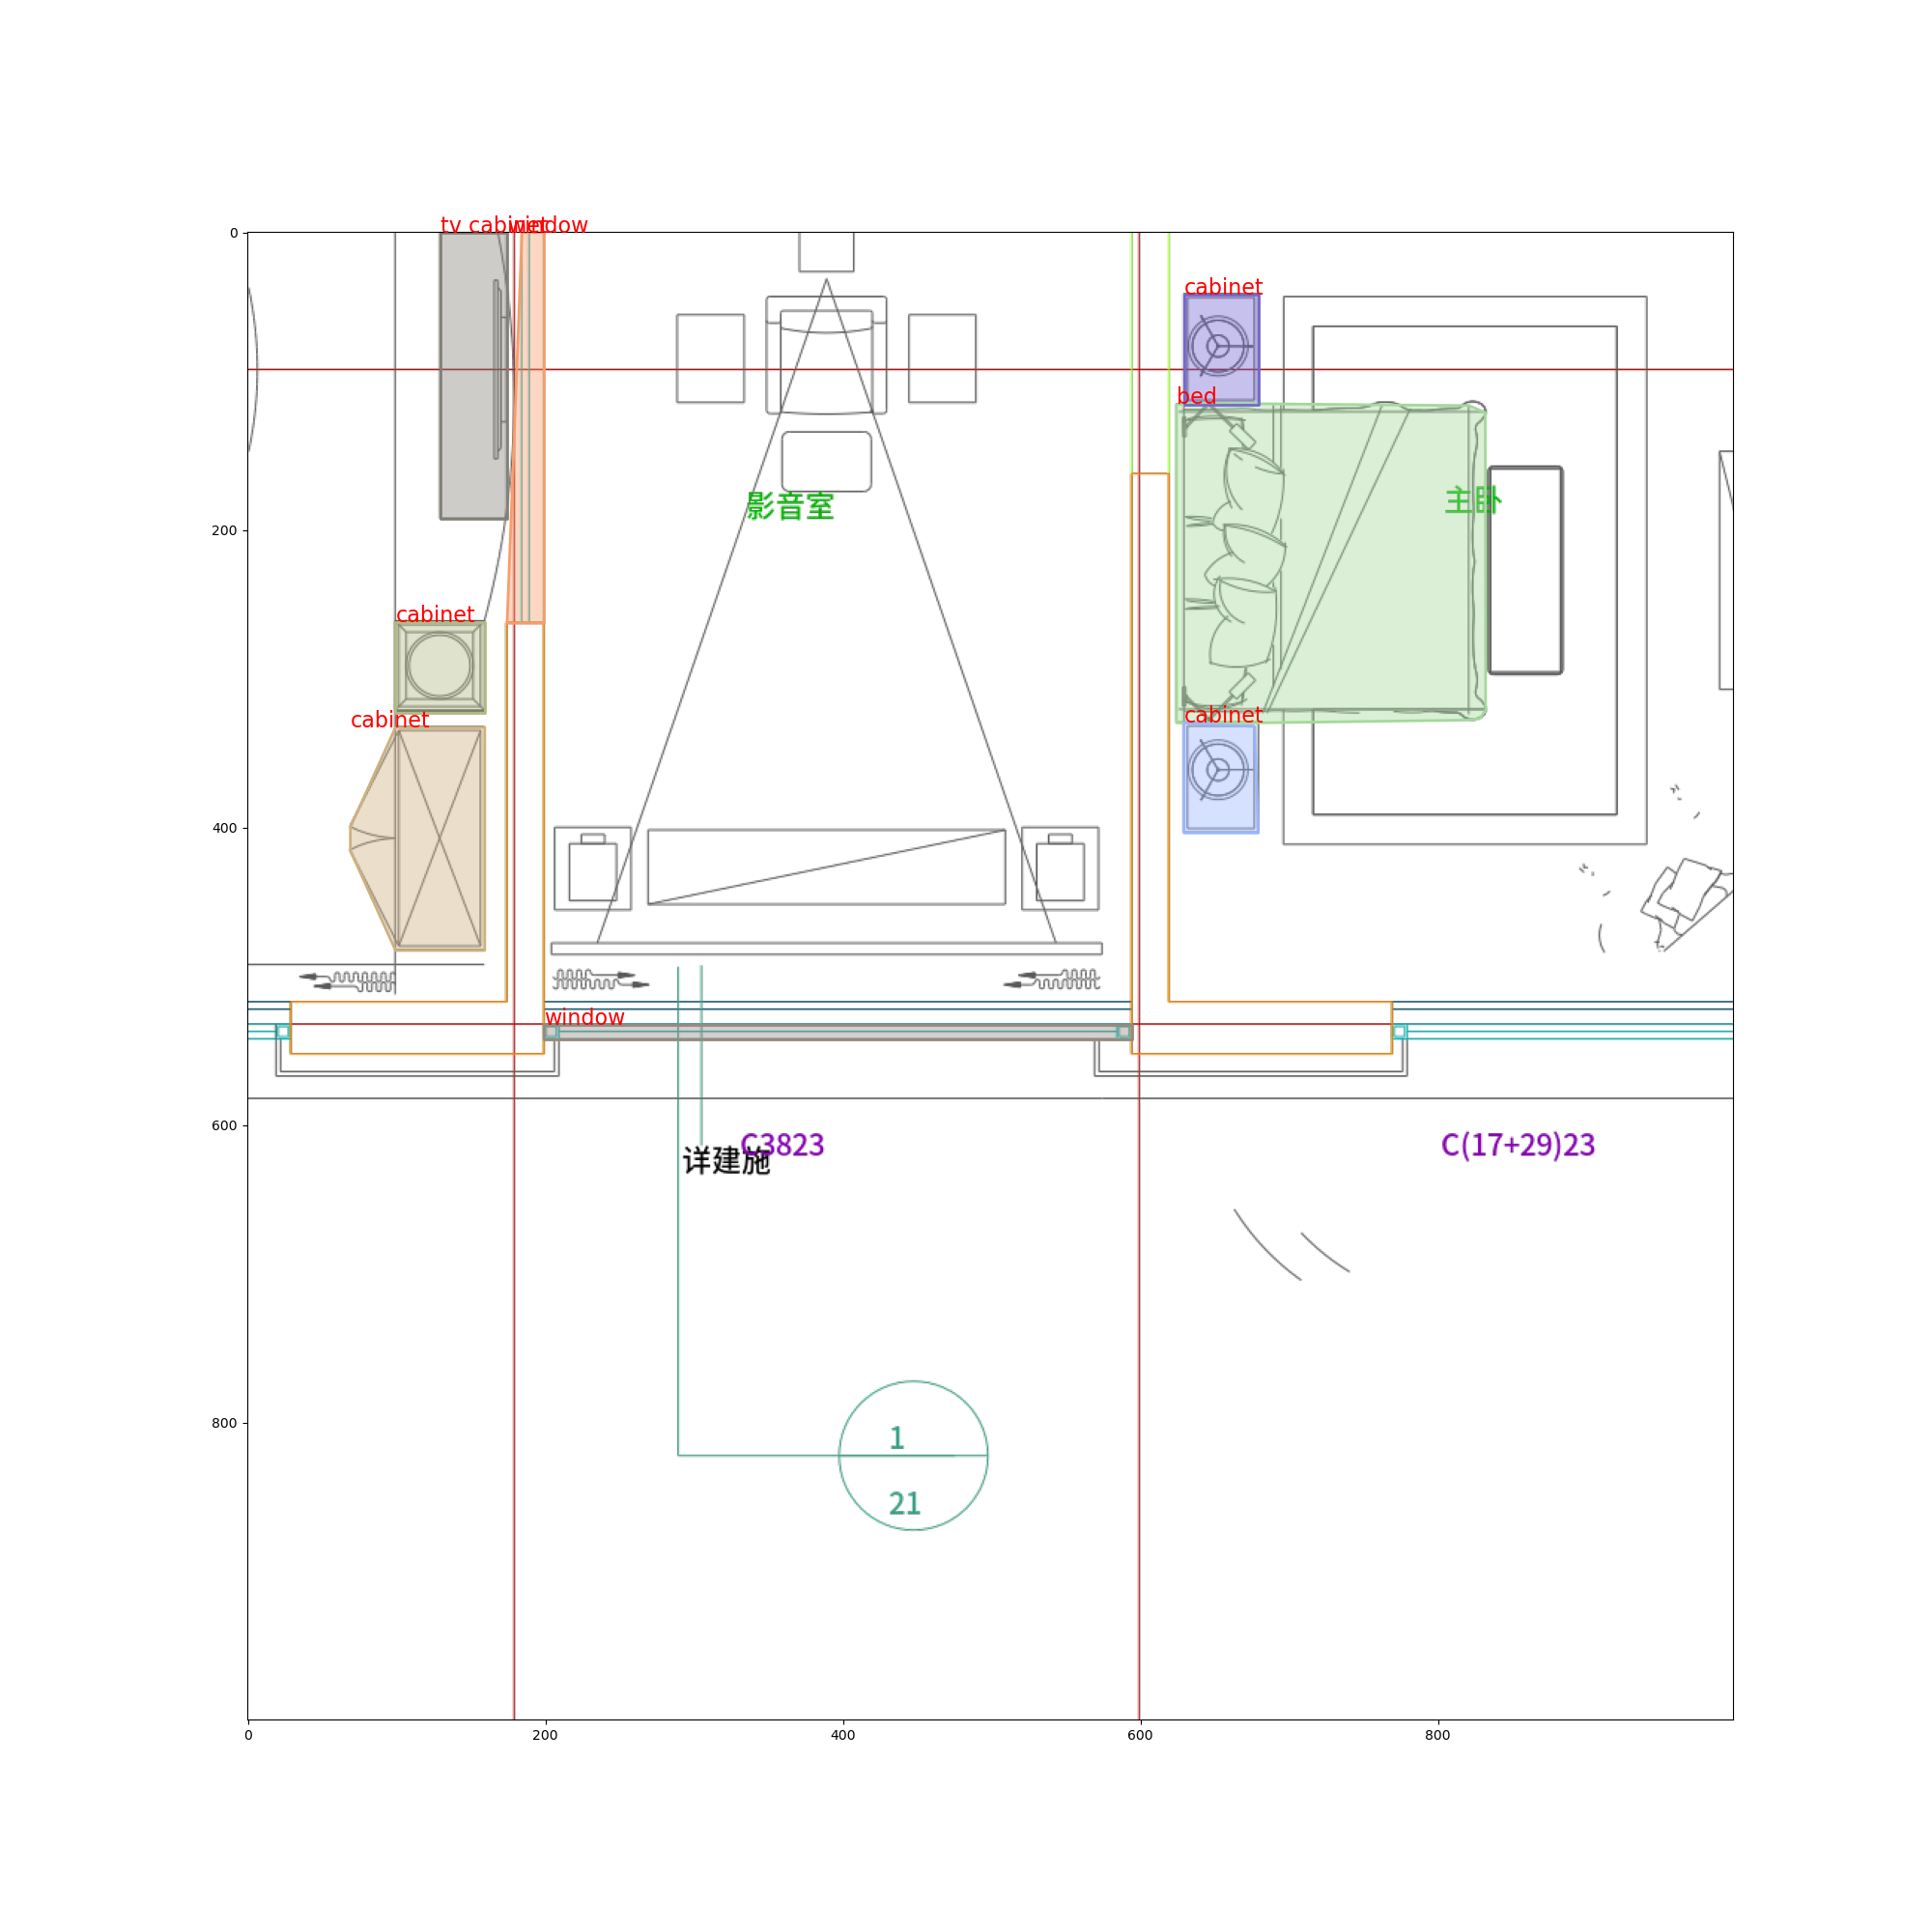 tv cabinet
window
0
cabinet
bed
影音室
主卧
200
cabinet
cabinet
cabinet
400
window
600
C3823
C(17+29)23
详建施
1
800
21
0
200
400
600
800